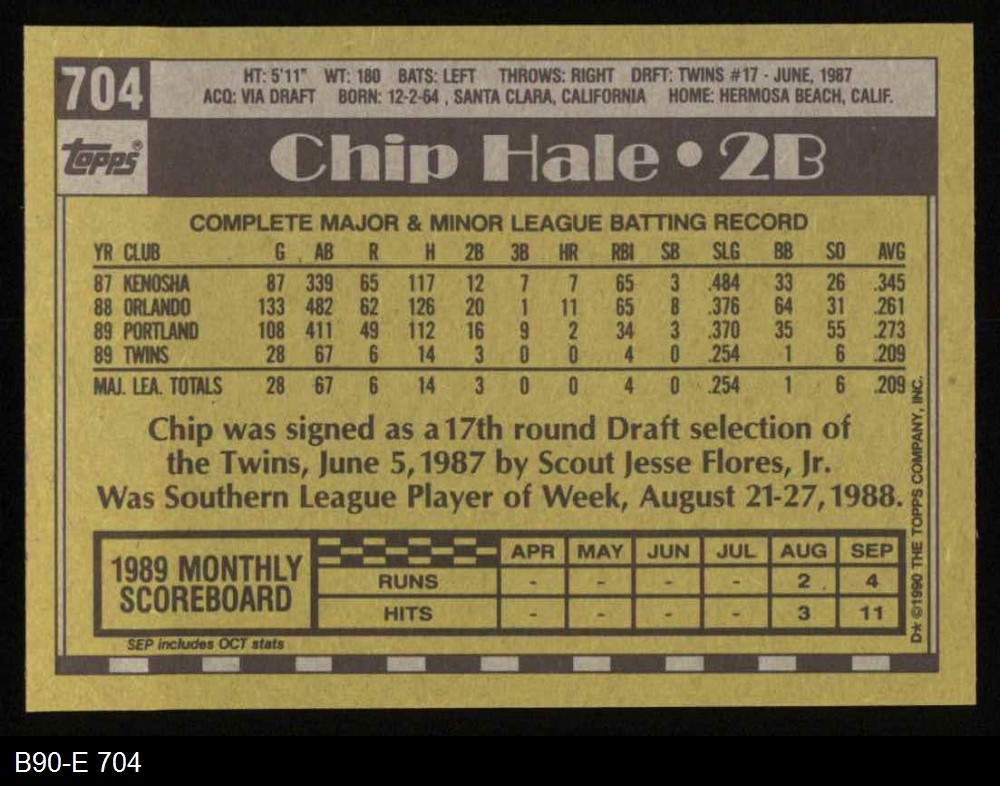 704
HT: 5'11" WT: 180 BATS: LEFT THROWS: RIGHT DRFT: TWINS #17 - JUNE, 1987
ACQ: VIA DRAFT BORN: 12-2-64 , SANTA CLARA, CALIFORNIA HOME: HERMOSA BEACH, CALIF.
Topps®
Chip Hale • 2B
COMPLETE MAJOR & MINOR LEAGUE BATTING RECORD
YR CLUB G AB R H 2B 3B HR RBI SB SLG BB SO AVG
87 KENOSHA 87 339 65 117 12 7 7 65 3 .484 33 26 .345
88 ORLANDO 133 482 62 126 20 1 11 65 8 .376 64 31 .261
89 PORTLAND 108 411 49 112 16 9 2 34 3 .370 35 55 .273
89 TWINS 28 67 6 14 3 0 0 4 0 .254 1 6 .209
MAJ. LEA. TOTALS 28 67 6 14 3 0 0 4 0 .254 1 6 .209
Chip was signed as a 17th round Draft selection of
the Twins, June 5, 1987 by Scout Jesse Flores, Jr.
Was Southern League Player of Week, August 21-27, 1988.
1989 MONTHLY
SCOREBOARD
APR MAY JUN JUL AUG SEP
RUNS - - - - 2 4
HITS - - - - 3 11
SEP includes OCT stats
D* ©1990 THE TOPPS COMPANY, INC.
B90-E 704